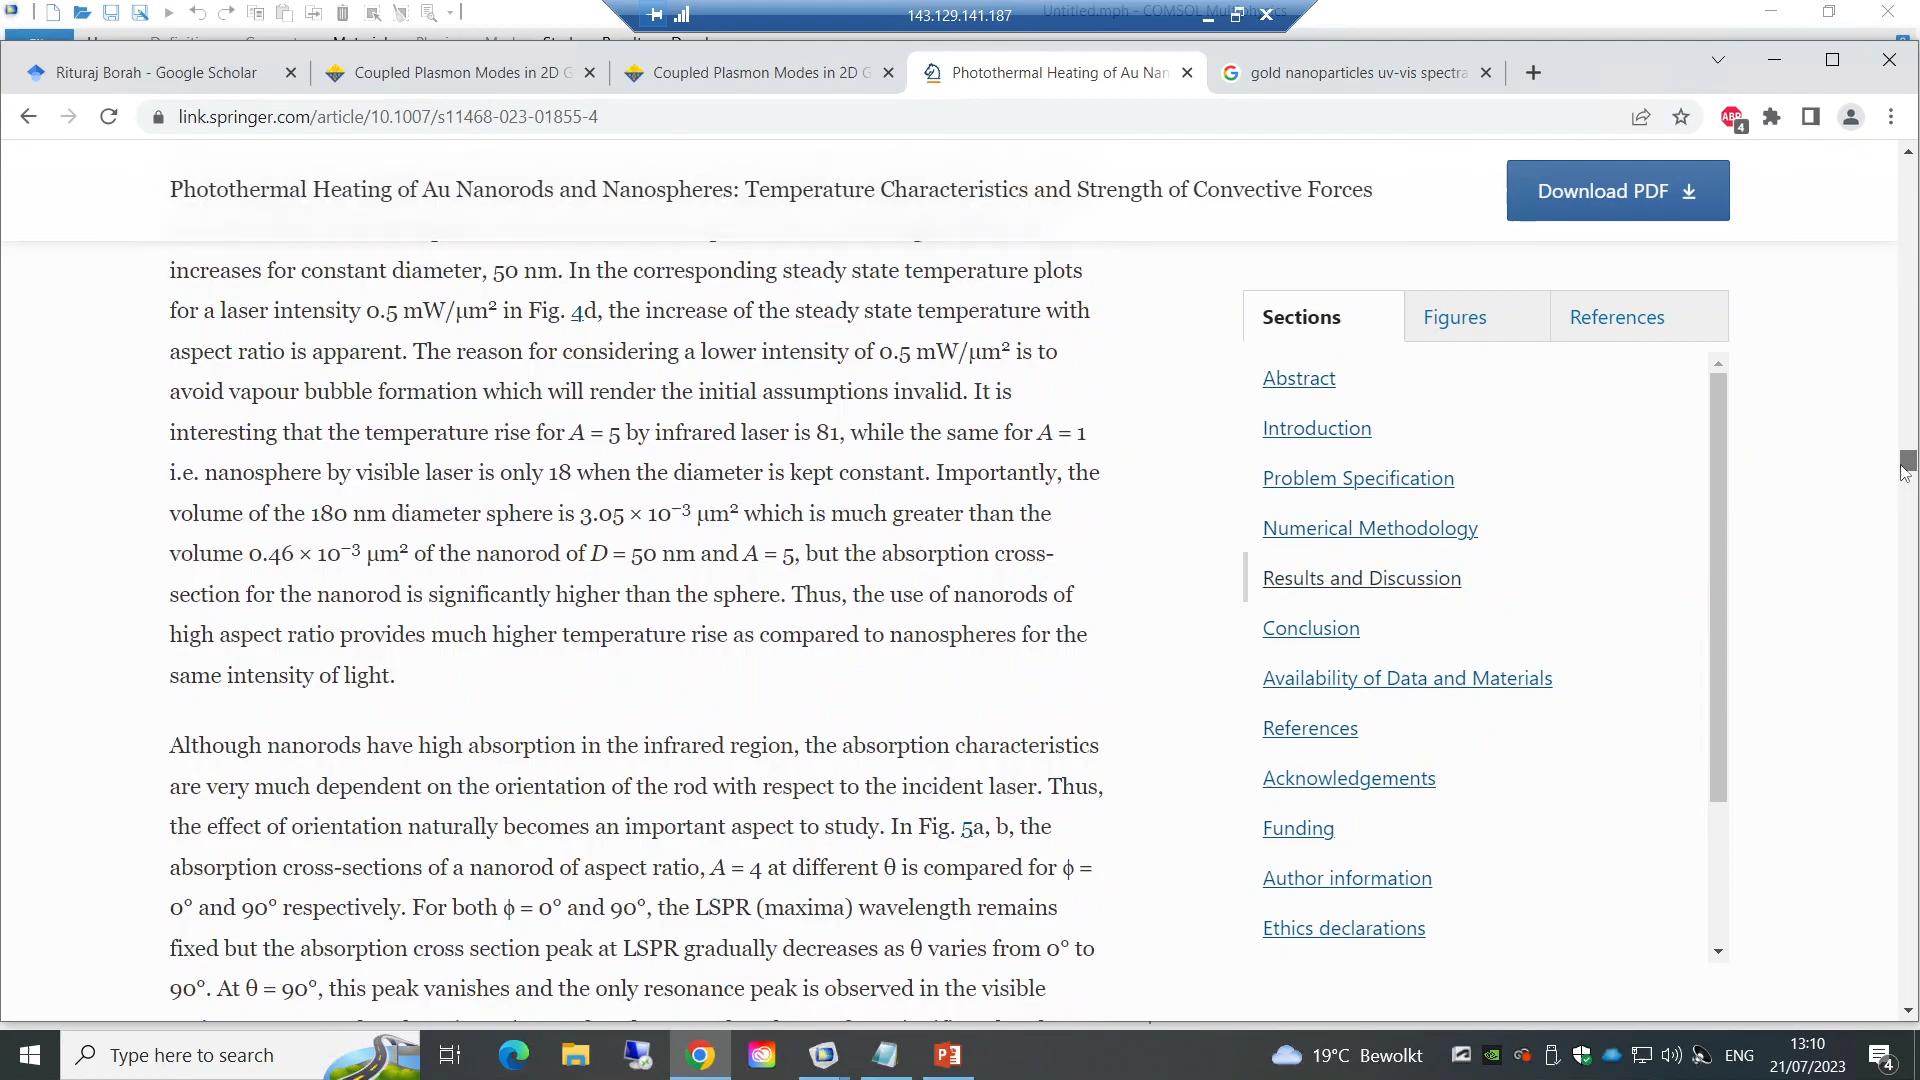 143.129.141.187
Untitled.mph - COMSOL Multiphysics
Rituraj Borah - Google Scholar
Coupled Plasmon Modes in 2D G
Coupled Plasmon Modes in 2D G
Photothermal Heating of Au Nan
gold nanoparticles uv-vis spectra
link.springer.com/article/10.1007/s11468-023-01855-4
ABP
4
Photothermal Heating of Au Nanorods and Nanospheres: Temperature Characteristics and Strength of Convective Forces
Download PDF
increases for constant diameter, 50 nm. In the corresponding steady state temperature plots
for a laser intensity 0.5 mW/μm² in Fig. 4d, the increase of the steady state temperature with
aspect ratio is apparent. The reason for considering a lower intensity of 0.5 mW/μm² is to
avoid vapour bubble formation which will render the initial assumptions invalid. It is
interesting that the temperature rise for A = 5 by infrared laser is 81, while the same for A = 1
i.e. nanosphere by visible laser is only 18 when the diameter is kept constant. Importantly, the
volume of the 180 nm diameter sphere is 3.05 × 10⁻³ μm² which is much greater than the
volume 0.46 × 10⁻³ μm² of the nanorod of D = 50 nm and A = 5, but the absorption cross-
section for the nanorod is significantly higher than the sphere. Thus, the use of nanorods of
high aspect ratio provides much higher temperature rise as compared to nanospheres for the
same intensity of light.
Although nanorods have high absorption in the infrared region, the absorption characteristics
are very much dependent on the orientation of the rod with respect to the incident laser. Thus,
the effect of orientation naturally becomes an important aspect to study. In Fig. 5a, b, the
absorption cross-sections of a nanorod of aspect ratio, A = 4 at different θ is compared for ϕ =
0° and 90° respectively. For both ϕ = 0° and 90°, the LSPR (maxima) wavelength remains
fixed but the absorption cross section peak at LSPR gradually decreases as θ varies from 0° to
90°. At θ = 90°, this peak vanishes and the only resonance peak is observed in the visible
Sections
Figures
References
Abstract
Introduction
Problem Specification
Numerical Methodology
Results and Discussion
Conclusion
Availability of Data and Materials
References
Acknowledgements
Funding
Author information
Ethics declarations
Type here to search
19°C Bewolkt
ENG
13:10
21/07/2023
4